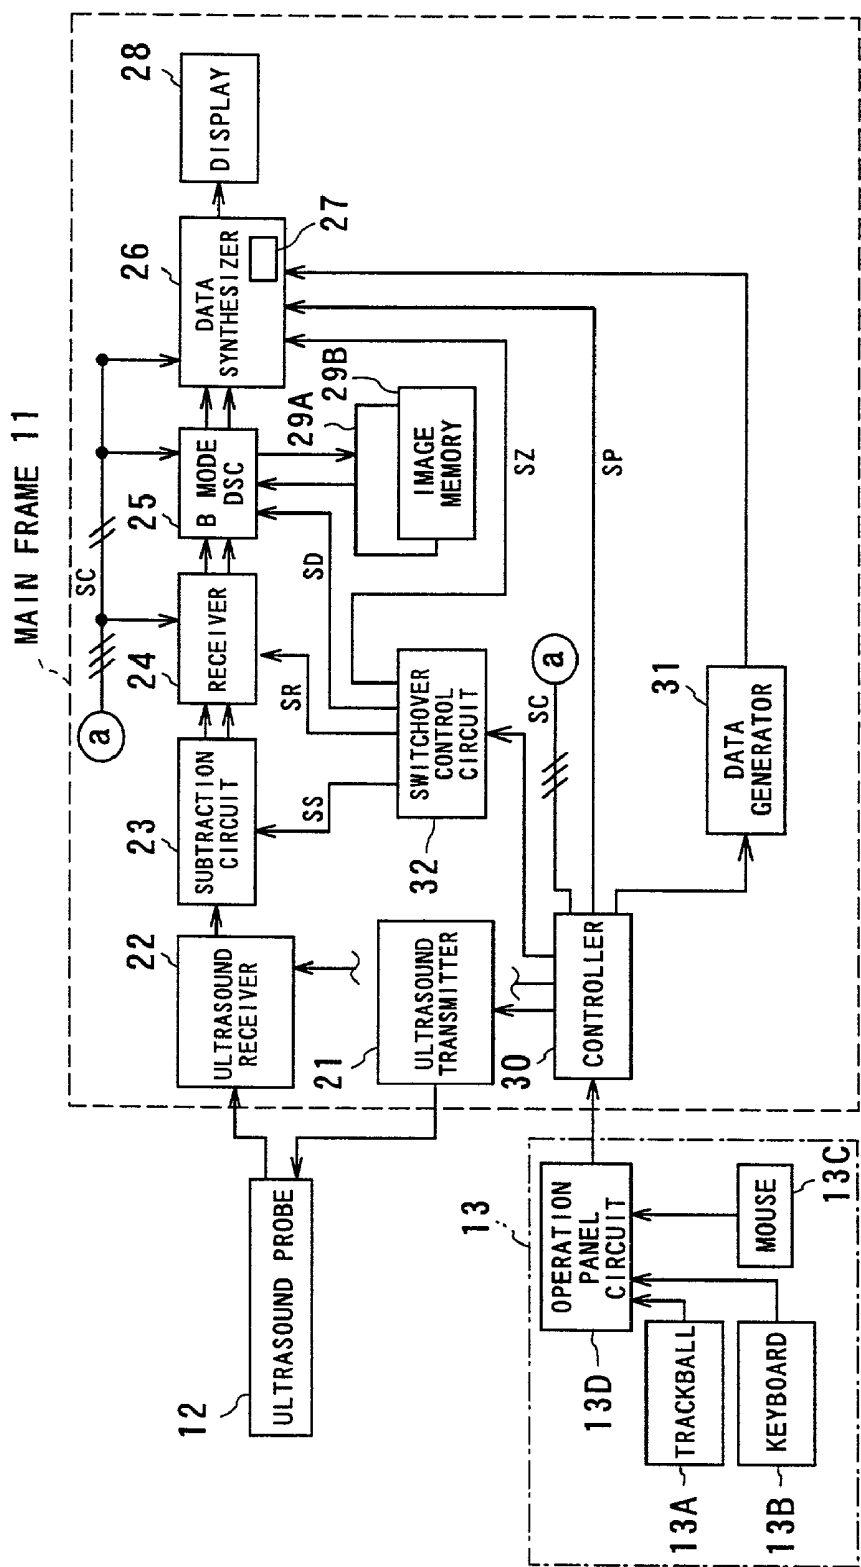 MAIN FRAME 11
28
DISPLAY
26
DATA
SYNTHESIZER
27
SC
25
B MODE
DSC
29A
29B
IMAGE
MEMORY
a
24
RECEIVER
SD
SZ
SP
23
SUBTRACTION
CIRCUIT
SR
SS
SWITCHOVER
CONTROL
CIRCUIT
32
a
SC
31
DATA
GENERATOR
22
ULTRASOUND
RECEIVER
21
ULTRASOUND
TRANSMITTER
30
CONTROLLER
12
ULTRASOUND PROBE
13
OPERATION
PANEL
CIRCUIT
13D
MOUSE
13C
13A
TRACKBALL
13B
KEYBOARD